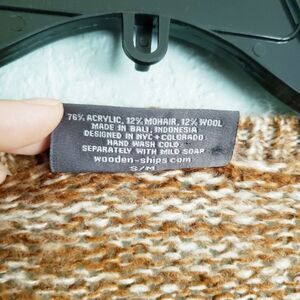 76% ACRYLIC, 12% MOHAIR, 12% WOOL
MADE IN BALI, INDONESIA
DESIGNED IN NYC + COLORADO
HAND WASH COLD
SEPARATELY WITH MILD SOAP
wooden-ships.com
S/M